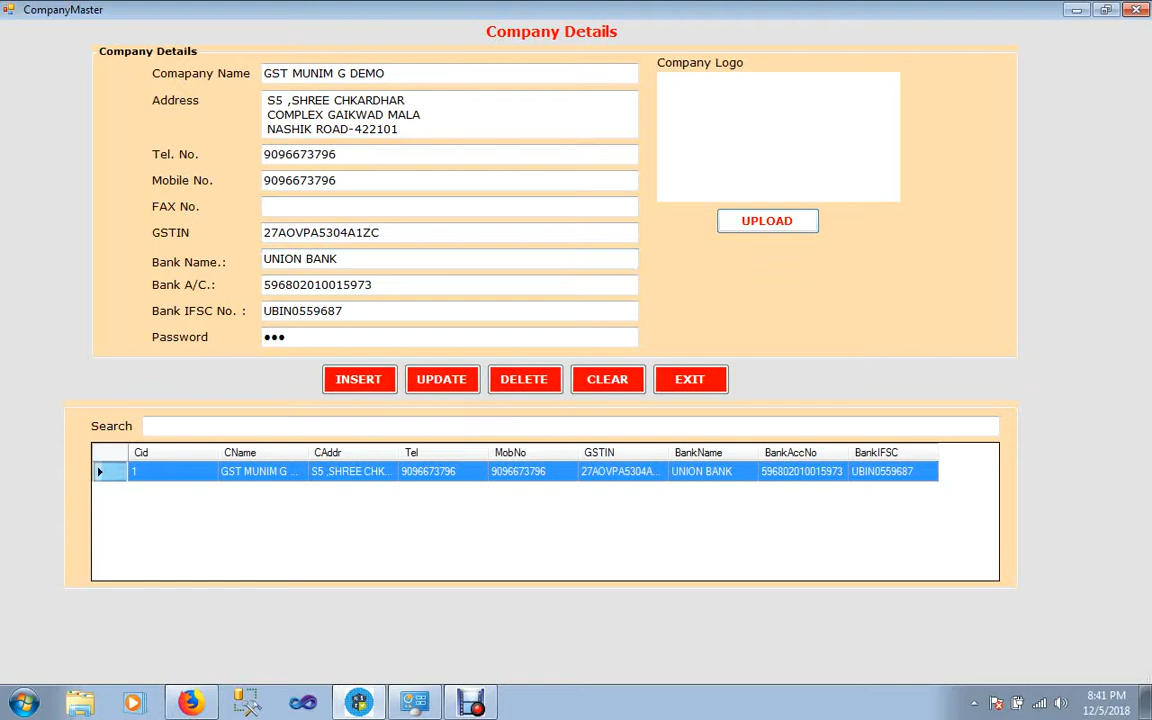 CompanyMaster
Company Details
Company Details
Comapany Name GST MUNIM G DEMO
Address S5 ,SHREE CHKARDHAR
COMPLEX GAIKWAD MALA
NASHIK ROAD-422101
Tel. No. 9096673796
Mobile No. 9096673796
FAX No.
GSTIN 27AOVPA5304A1ZC
Bank Name.: UNION BANK
Bank A/C.: 596802010015973
Bank IFSC No. : UBIN0559687
Password ●●●
Company Logo
UPLOAD
INSERT UPDATE DELETE CLEAR EXIT
Search
Cid CName CAddr Tel MobNo GSTIN BankName BankAccNo BankIFSC
1 GST MUNIM G ... S5 ,SHREE CHK... 9096673796 9096673796 27AOVPA5304A... UNION BANK 596802010015973 UBIN0559687
8:41 PM
12/5/2018